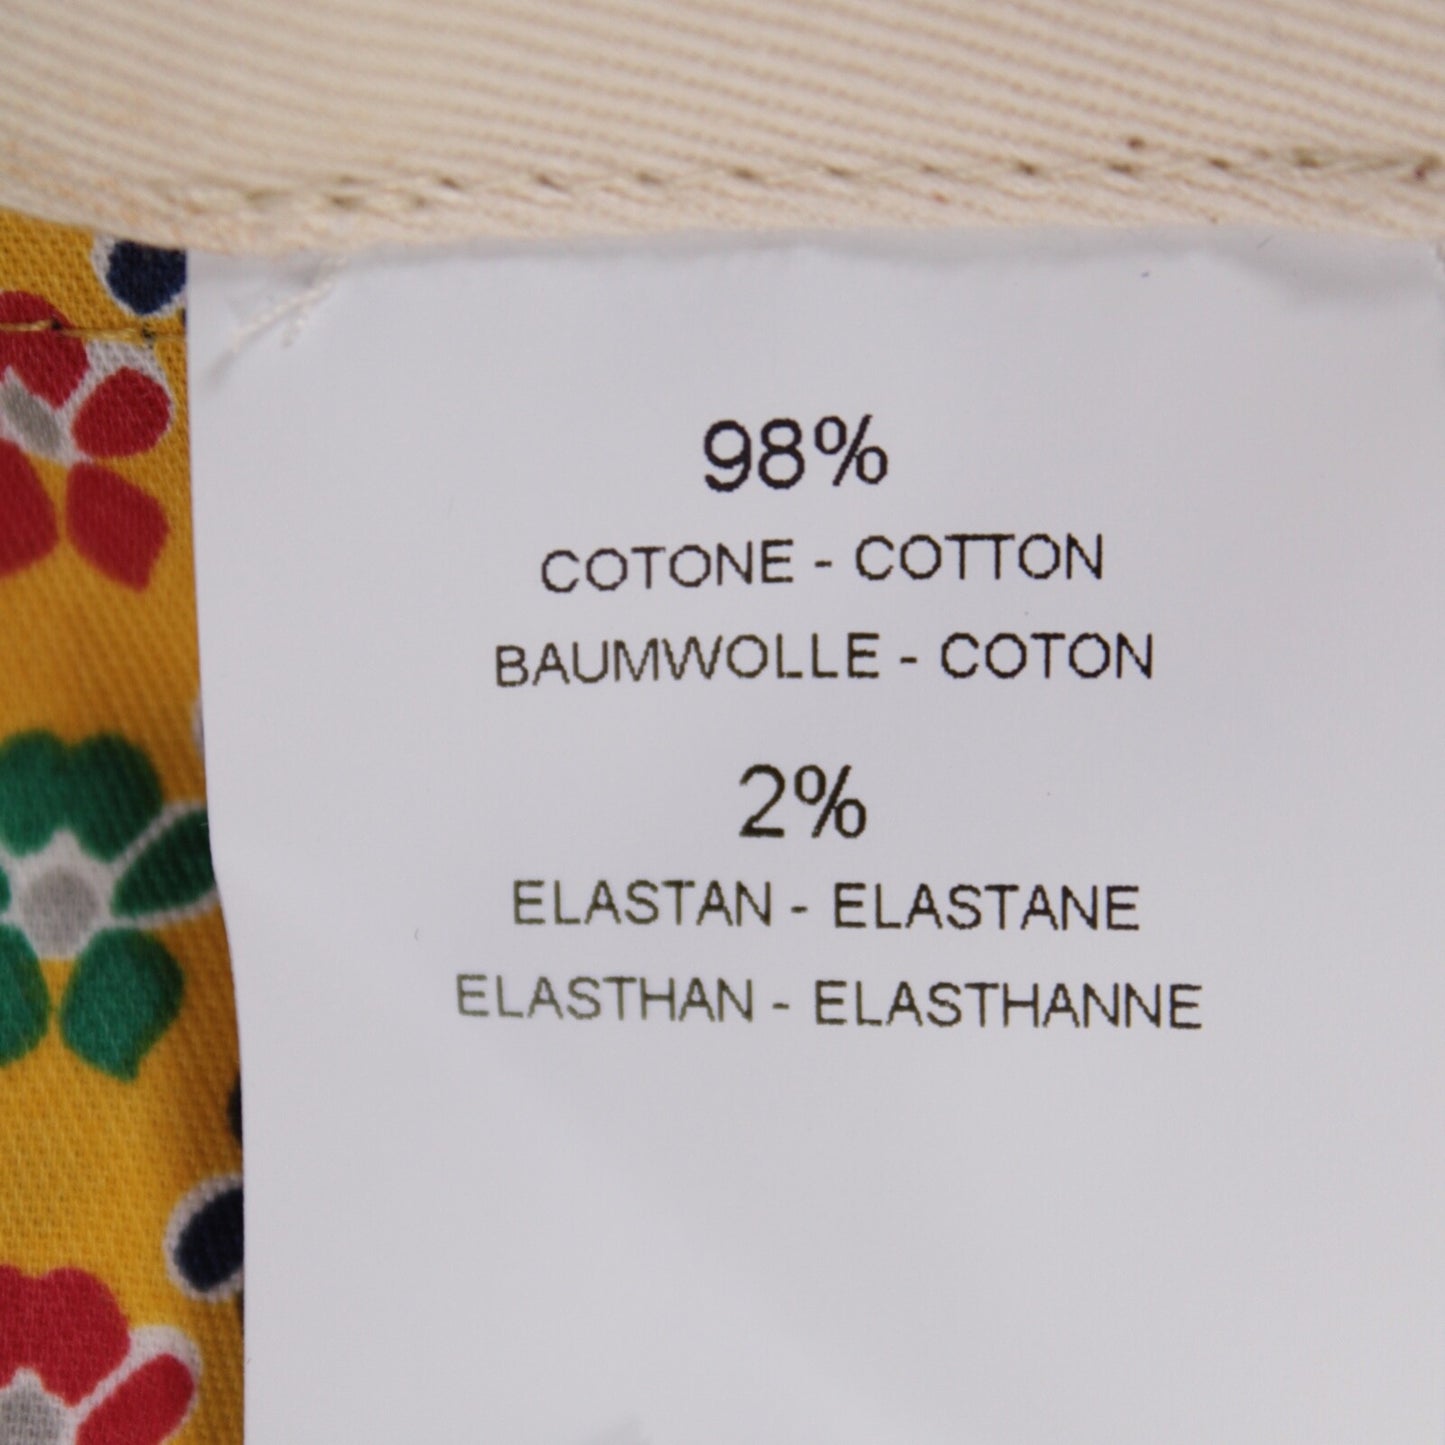 98%
COTONE - COTTON
BAUMWOLLE - COTON
2%
ELASTAN - ELASTANE
ELASTHAN - ELASTHANNE